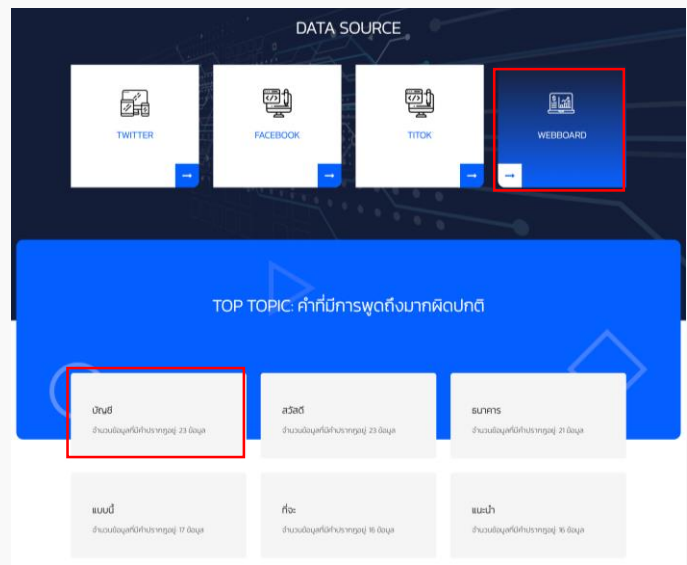 DATA SOURCE
TWITTER
FACEBOOK
TITOK
WEBBOARD
TOP TOPIC: คำที่มีการพูดถึงมากผิดปกติ
บัญชี
จำนวนข้อมูลที่มีคำปรากฏอยู่ 23 ข้อมูล
สวัสดี
จำนวนข้อมูลที่มีคำปรากฏอยู่ 23 ข้อมูล
ธนาคาร
จำนวนข้อมูลที่มีคำปรากฏอยู่ 21 ข้อมูล
แบบนี้
จำนวนข้อมูลที่มีคำปรากฏอยู่ 17 ข้อมูล
ที่จะ
จำนวนข้อมูลที่มีคำปรากฏอยู่ 16 ข้อมูล
แนะนำ
จำนวนข้อมูลที่มีคำปรากฏอยู่ 16 ข้อมูล